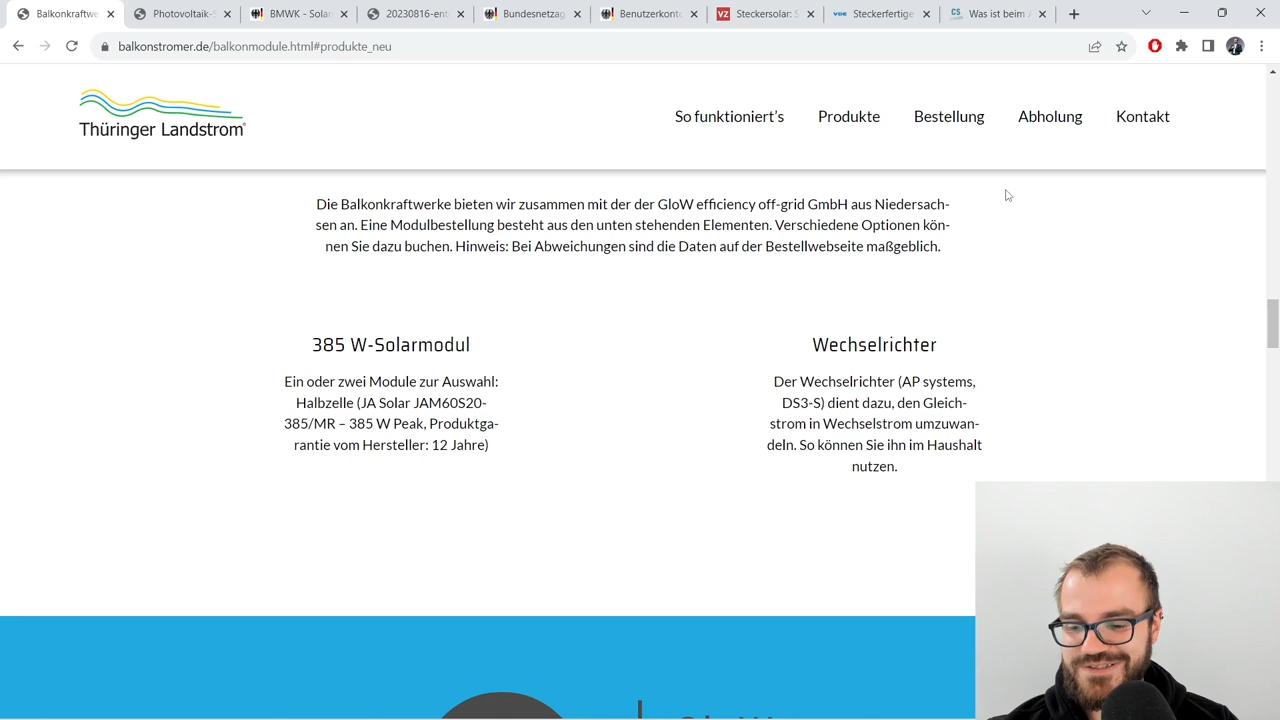 Balkonkraftwe
Photovoltaik-S
BMWK - Solar
20230816-ent
Bundesnetzag
Benutzerkont
VZ
Steckersolar: S
VDE
Steckerfertige
CS
Was ist beim A
balkonstromer.de/balkonmodule.html#produkte_neu
Thüringer Landstrom®
So funktioniert's
Produkte
Bestellung
Abholung
Kontakt
Die Balkonkraftwerke bieten wir zusammen mit der der GloW efficiency off-grid GmbH aus Niedersach-
sen an. Eine Modulbestellung besteht aus den unten stehenden Elementen. Verschiedene Optionen kön-
nen Sie dazu buchen. Hinweis: Bei Abweichungen sind die Daten auf der Bestellwebseite maßgeblich.
385 W-Solarmodul
Ein oder zwei Module zur Auswahl:
Halbzelle (JA Solar JAM60S20-
385/MR – 385 W Peak, Produktga-
rantie vom Hersteller: 12 Jahre)
Wechselrichter
Der Wechselrichter (AP systems,
DS3-S) dient dazu, den Gleich-
strom in Wechselstrom umzuwan-
deln. So können Sie ihn im Haushalt
nutzen.